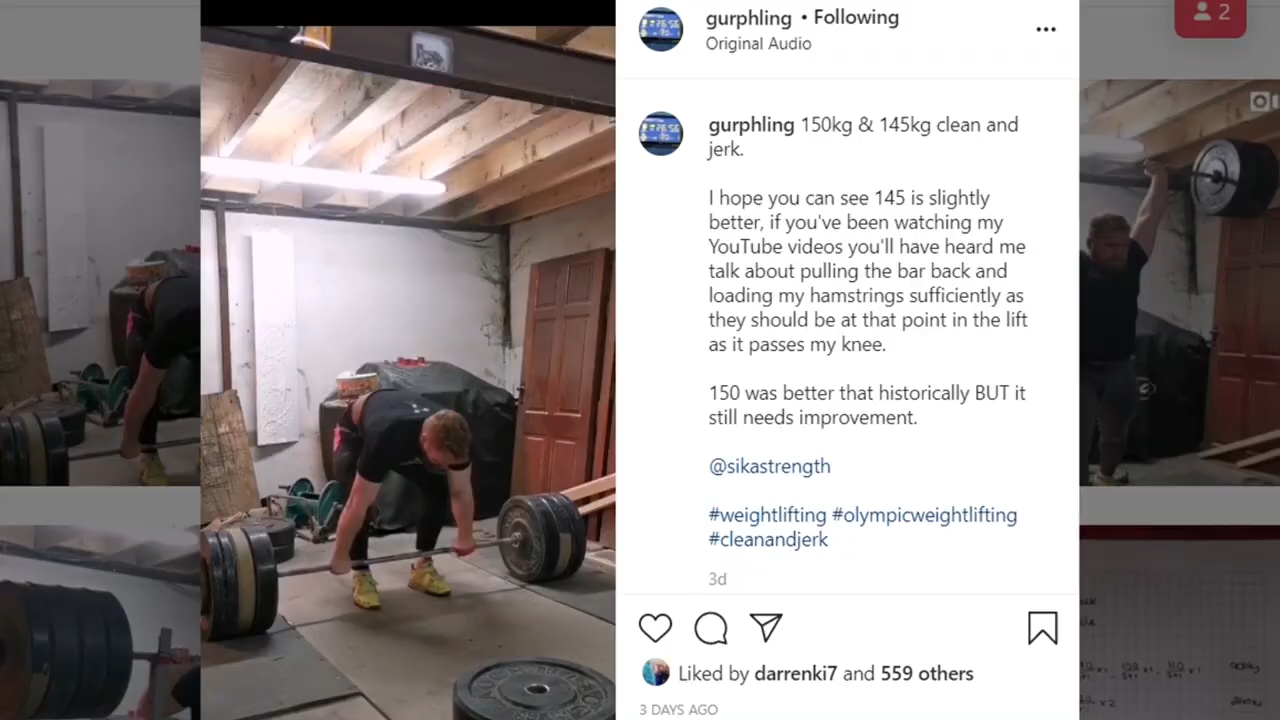 gurphling • Following
Original Audio
2
gurphling 150kg & 145kg clean and
jerk.
I hope you can see 145 is slightly
better, if you've been watching my
YouTube videos you'll have heard me
talk about pulling the bar back and
loading my hamstrings sufficiently as
they should be at that point in the lift
as it passes my knee.
150 was better that historically BUT it
still needs improvement.
@sikastrength
#weightlifting #olympicweightlifting
#cleanandjerk
3d
Liked by darrenki7 and 559 others
3 DAYS AGO